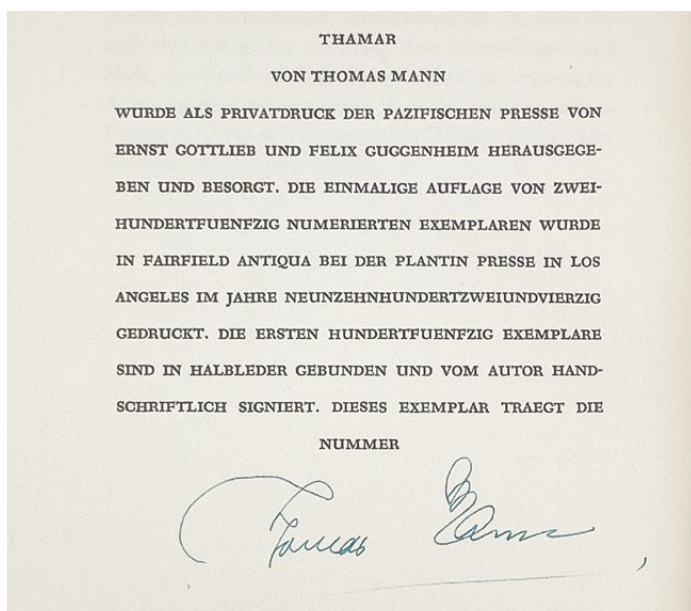 THAMAR
VON THOMAS MANN
WURDE ALS PRIVATDRUCK DER PAZIFISCHEN PRESSE VON
ERNST GOTTLIEB UND FELIX GUGGENHEIM HERAUSGEGE-
BEN UND BESORGT. DIE EINMALIGE AUFLAGE VON ZWEI-
HUNDERTFUENFZIG NUMERIERTEN EXEMPLAREN WURDE
IN FAIRFIELD ANTIQUA BEI DER PLANTIN PRESSE IN LOS
ANGELES IM JAHRE NEUNZEHNHUNDERTZWEIUNDVIERZIG
GEDRUCKT. DIE ERSTEN HUNDERTFUENFZIG EXEMPLARE
SIND IN HALBLEDER GEBUNDEN UND VOM AUTOR HAND-
SCHRIFTLICH SIGNIERT. DIESES EXEMPLAR TRAEGT DIE
NUMMER
Thomas Mann